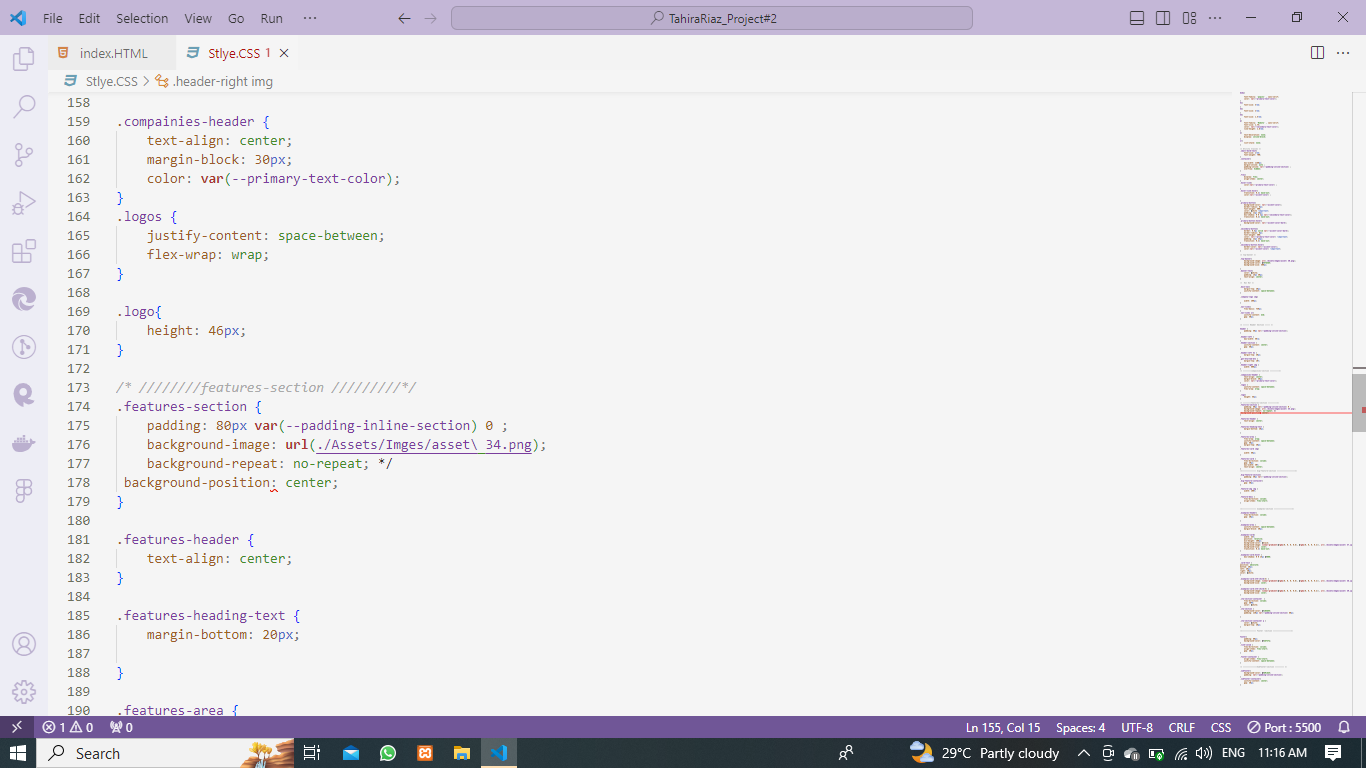 File Edit Selection View Go Run ··· TahiraRiaz_Project#2
index.HTML Stlye.CSS 1
Stlye.CSS > .header-right img
158
159 .compainies-header {
160 text-align: center;
161 margin-block: 30px;
162 color: var(--primary-text-color);
163 }
164 .logos {
165 justify-content: space-between;
166 flex-wrap: wrap;
167 }
168
169 .logo{
170 height: 46px;
171 }
172
173 /* ////////features-section /////////*/
174 .features-section {
175 padding: 80px var(--padding-inline-section) 0 ;
176 background-image: url(./Assets/Imges/asset\ 34.png);
177 background-repeat: no-repeat; */
178 background-position: center;
179 }
180
181 .features-header {
182 text-align: center;
183 }
184
185 .features-heading-text {
186 margin-bottom: 20px;
187
188 }
189
190 .features-area {
1 0 0 Ln 155, Col 15 Spaces: 4 UTF-8 CRLF CSS Port : 5500
Search 29°C Partly cloudy ENG 11:16 AM